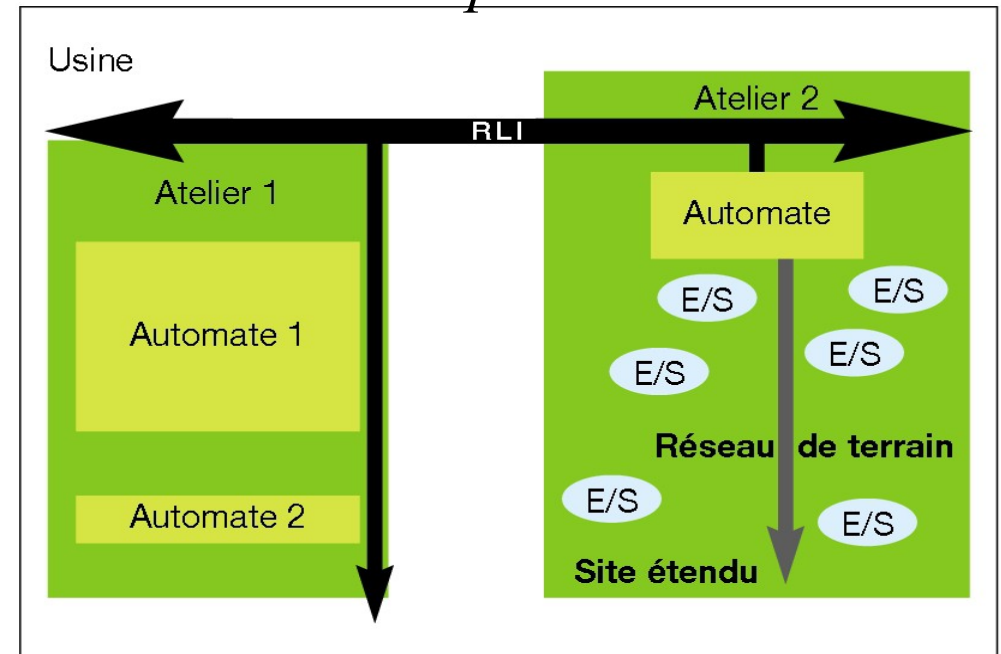 Usine
Atelier 2
RLI
Atelier 1
Automate
Automate 1
E/S
E/S
E/S
E/S
Réseau de terrain
Automate 2
E/S
E/S
Site étendu